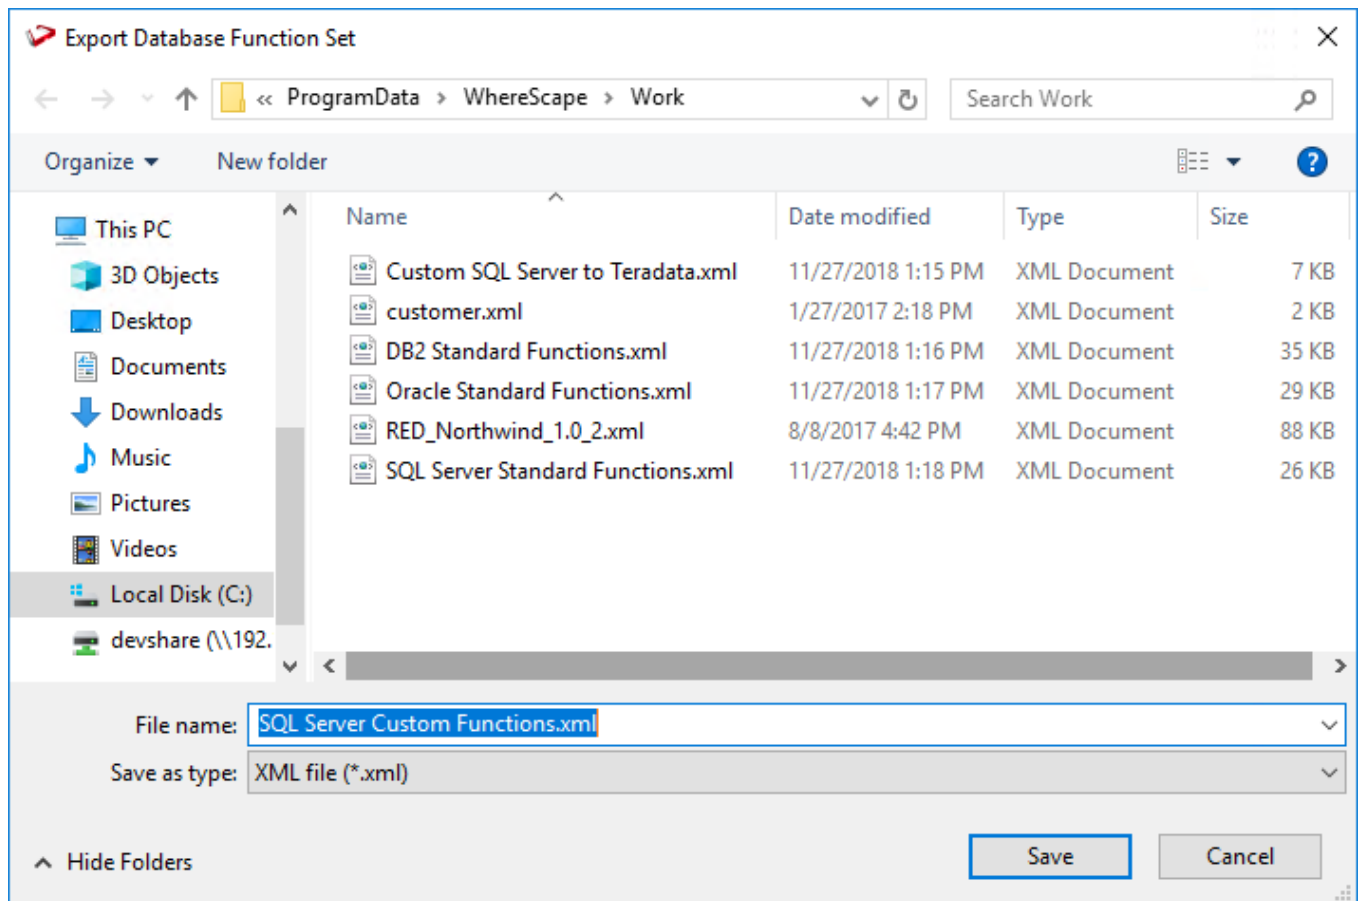 Export Database Function Set
« ProgramData > WhereScape > Work
Search Work
Organize
New folder
?
Name Date modified Type Size
Custom SQL Server to Teradata.xml 11/27/2018 1:15 PM XML Document 7 KB
customer.xml 1/27/2017 2:18 PM XML Document 2 KB
DB2 Standard Functions.xml 11/27/2018 1:16 PM XML Document 35 KB
Oracle Standard Functions.xml 11/27/2018 1:17 PM XML Document 29 KB
RED_Northwind_1.0_2.xml 8/8/2017 4:42 PM XML Document 88 KB
SQL Server Standard Functions.xml 11/27/2018 1:18 PM XML Document 26 KB
This PC
3D Objects
Desktop
Documents
Downloads
Music
Pictures
Videos
Local Disk (C:)
devshare (\\192.
File name: SQL Server Custom Functions.xml
Save as type: XML file (*.xml)
Hide Folders
Save
Cancel